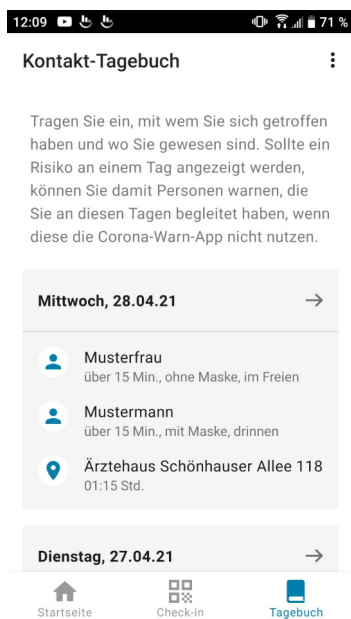 12:09 71 %
Kontakt-Tagebuch
Tragen Sie ein, mit wem Sie sich getroffen
haben und wo Sie gewesen sind. Sollte ein
Risiko an einem Tag angezeigt werden,
können Sie damit Personen warnen, die
Sie an diesen Tagen begleitet haben, wenn
diese die Corona-Warn-App nicht nutzen.
Mittwoch, 28.04.21
Musterfrau
über 15 Min., ohne Maske, im Freien
Mustermann
über 15 Min., mit Maske, drinnen
Ärztehaus Schönhauser Allee 118
01:15 Std.
Dienstag, 27.04.21
Startseite Check-in Tagebuch